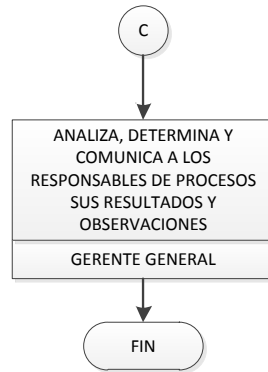 C
ANALIZA, DETERMINA Y
COMUNICA A LOS
RESPONSABLES DE PROCESOS
SUS RESULTADOS Y
OBSERVACIONES
GERENTE GENERAL
FIN